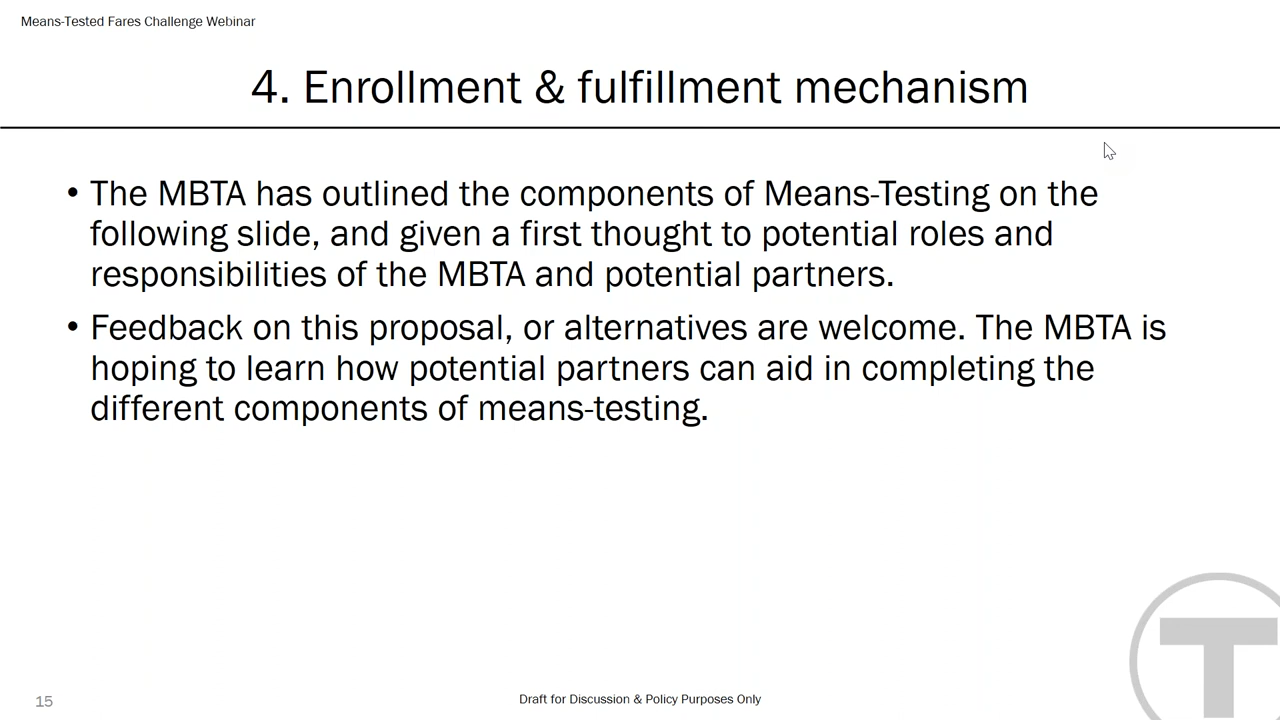 Means-Tested Fares Challenge Webinar
4. Enrollment & fulfillment mechanism
• The MBTA has outlined the components of Means-Testing on the
following slide, and given a first thought to potential roles and
responsibilities of the MBTA and potential partners.
• Feedback on this proposal, or alternatives are welcome. The MBTA is
hoping to learn how potential partners can aid in completing the
different components of means-testing.
T
15
Draft for Discussion & Policy Purposes Only